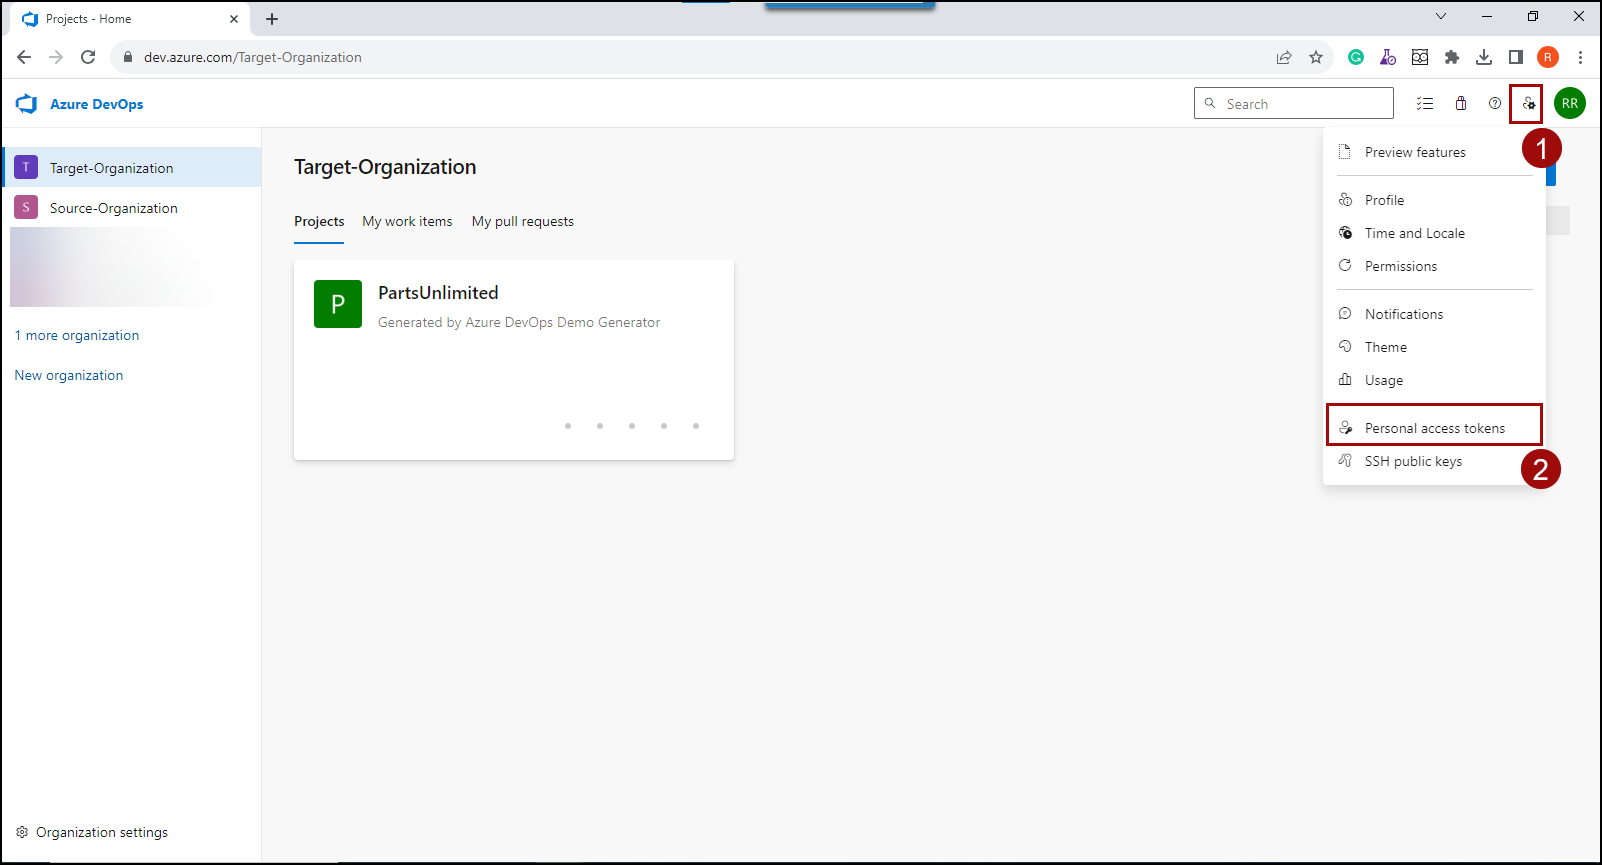 Projects - Home
dev.azure.com/Target-Organization
R
Azure DevOps
Search
RR
T Target-Organization
S Source-Organization
1 more organization
New organization
Organization settings
Target-Organization
Projects My work items My pull requests
P PartsUnlimited
Generated by Azure DevOps Demo Generator
1
Preview features
Profile
Time and Locale
Permissions
Notifications
Theme
Usage
Personal access tokens
SSH public keys
2